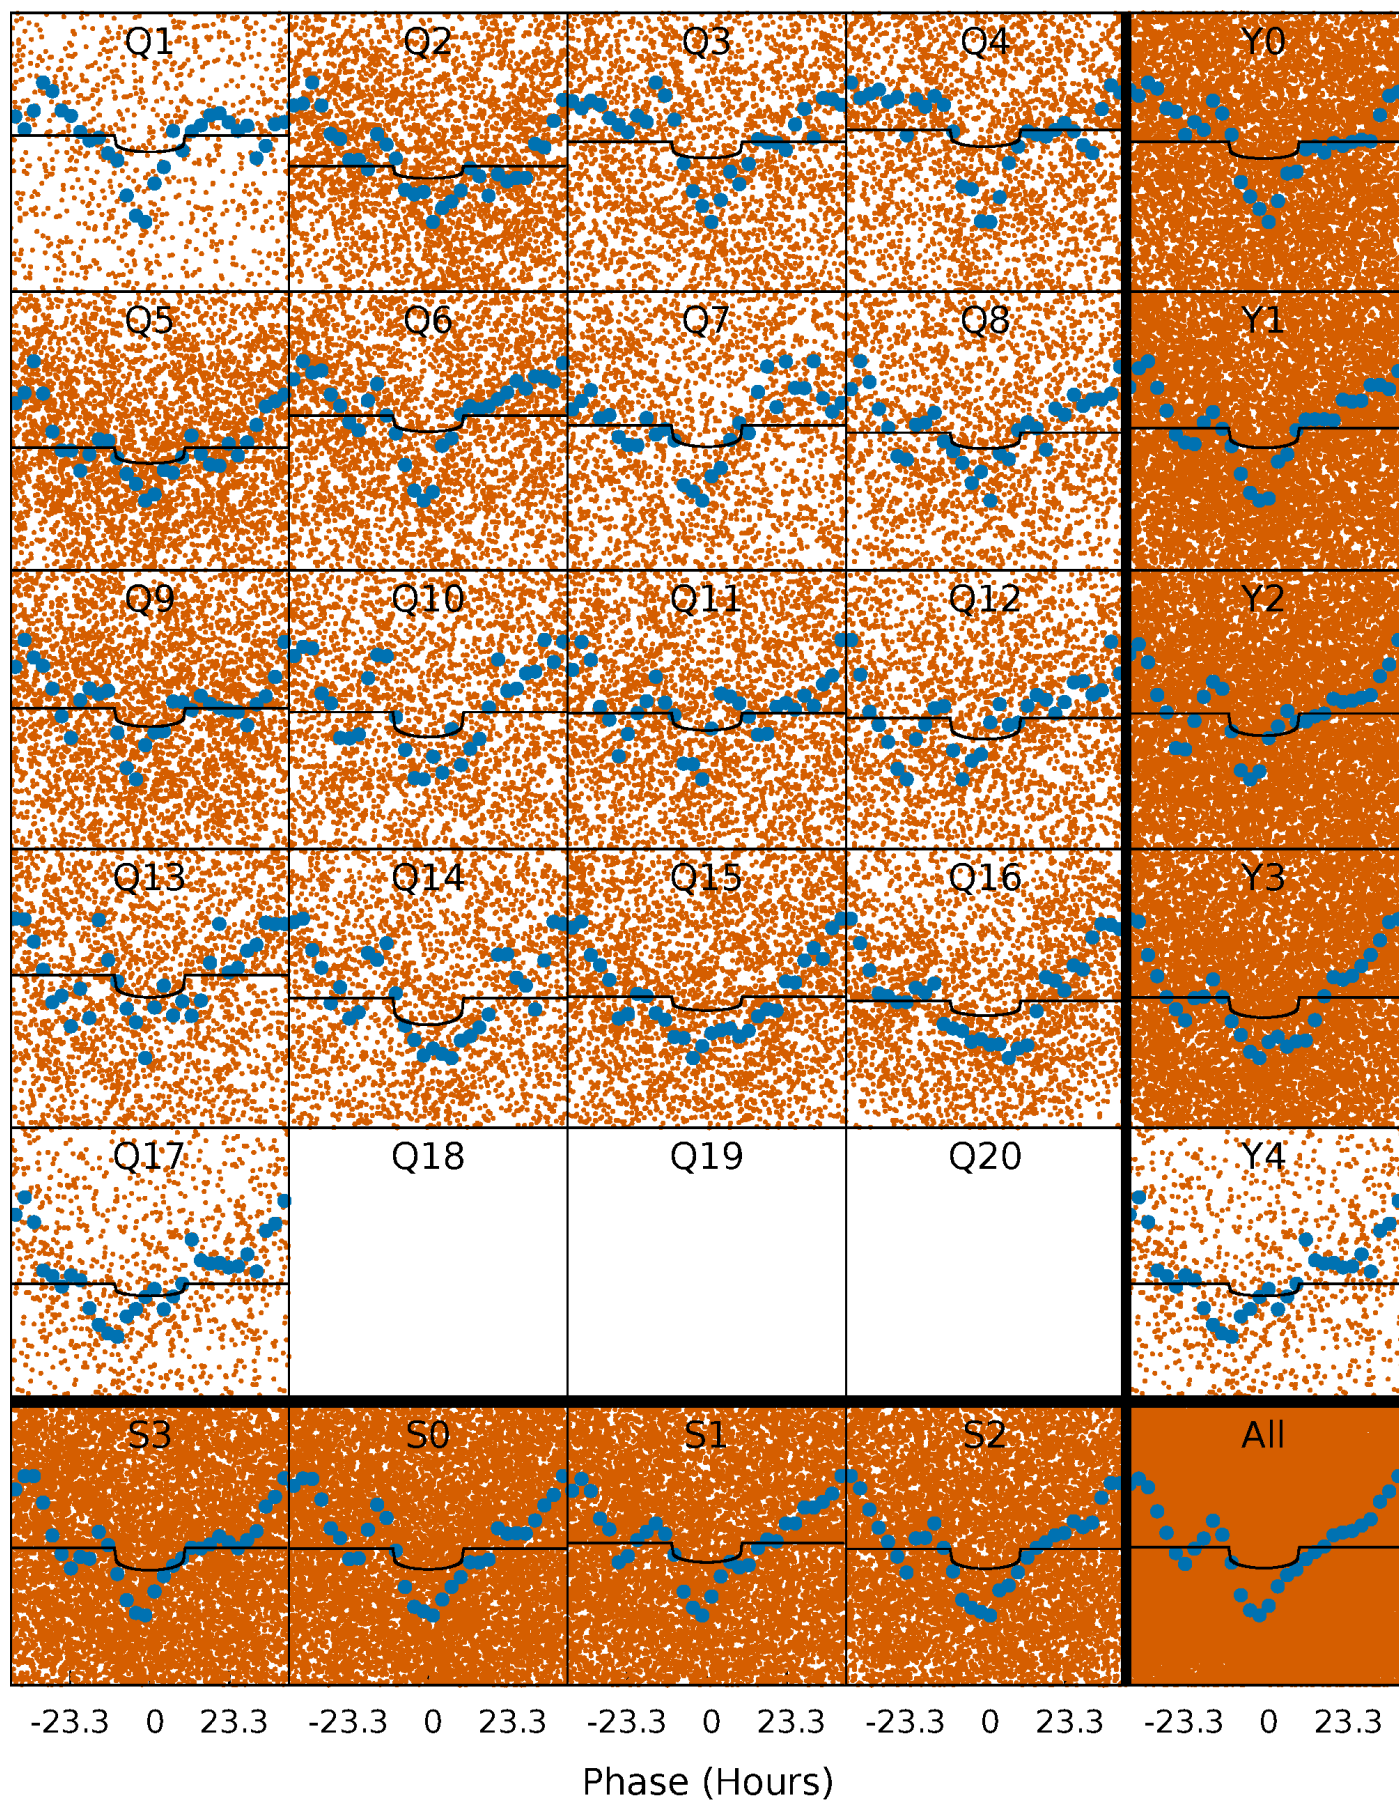 Q1 Q2 Q3 Q4 Y0
Q5 Q6 Q7 Q8 Y1
Q9 Q10 Q11 Q12 Y2
Q13 Q14 Q15 Q16 Y3
Q17 Q18 Q19 Q20 Y4
S3 S0 S1 S2 All
-23.3 0 23.3 -23.3 0 23.3 -23.3 0 23.3 -23.3 0 23.3 -23.3 0 23.3
Phase (Hours)